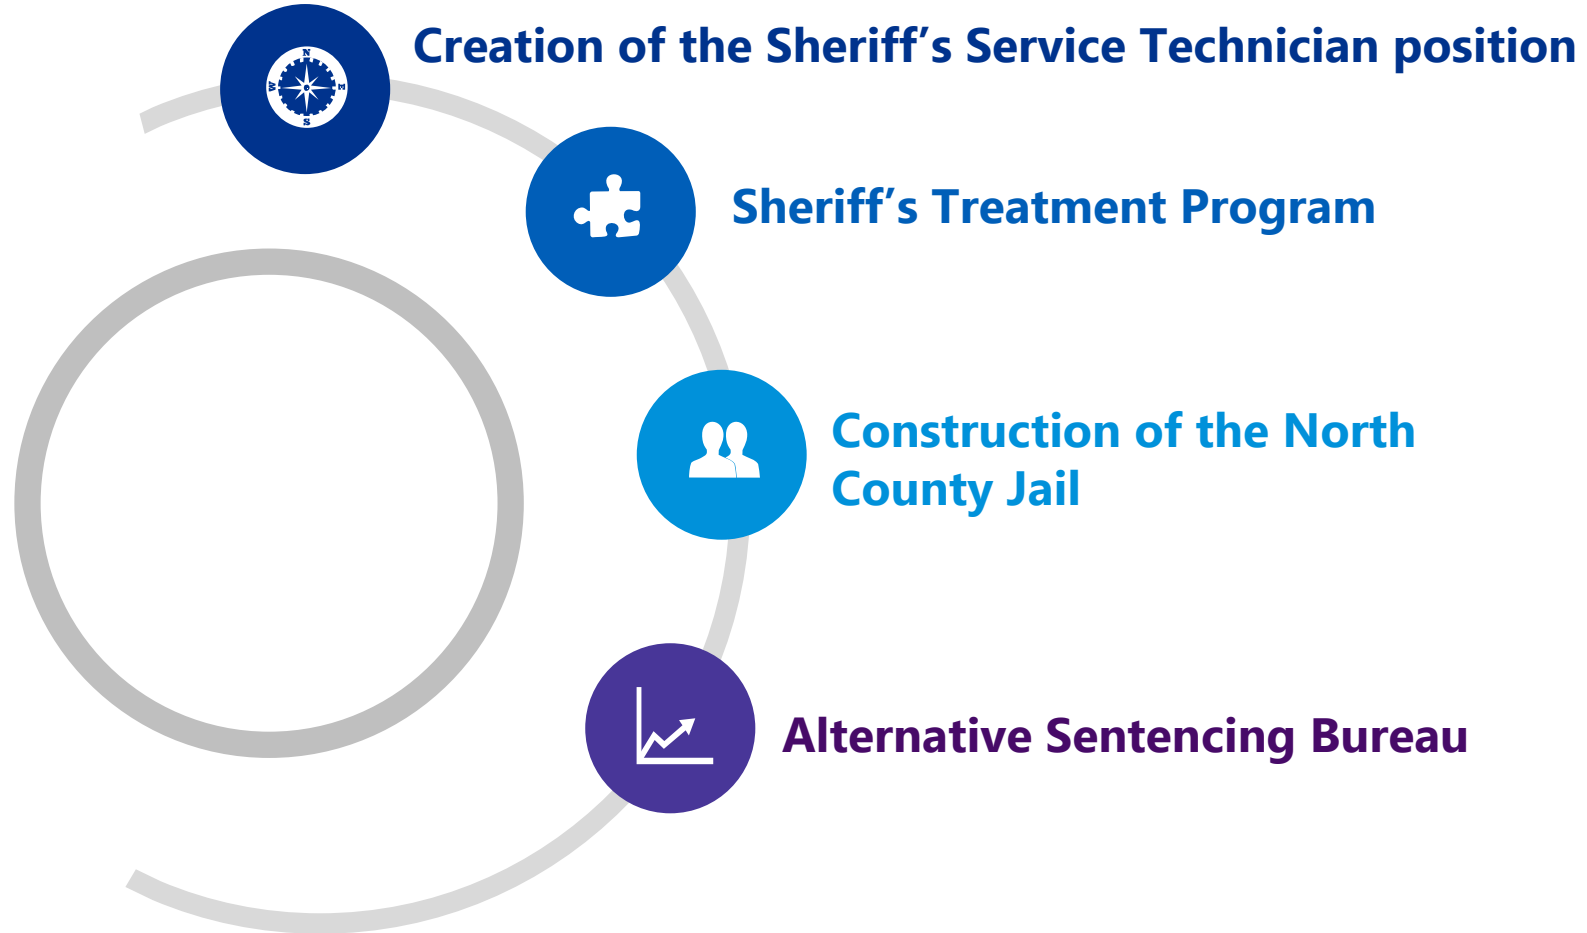 Creation of the Sheriff’s Service Technician position
N
W
M
S
Sheriff’s Treatment Program
Construction of the North
County Jail
Alternative Sentencing Bureau